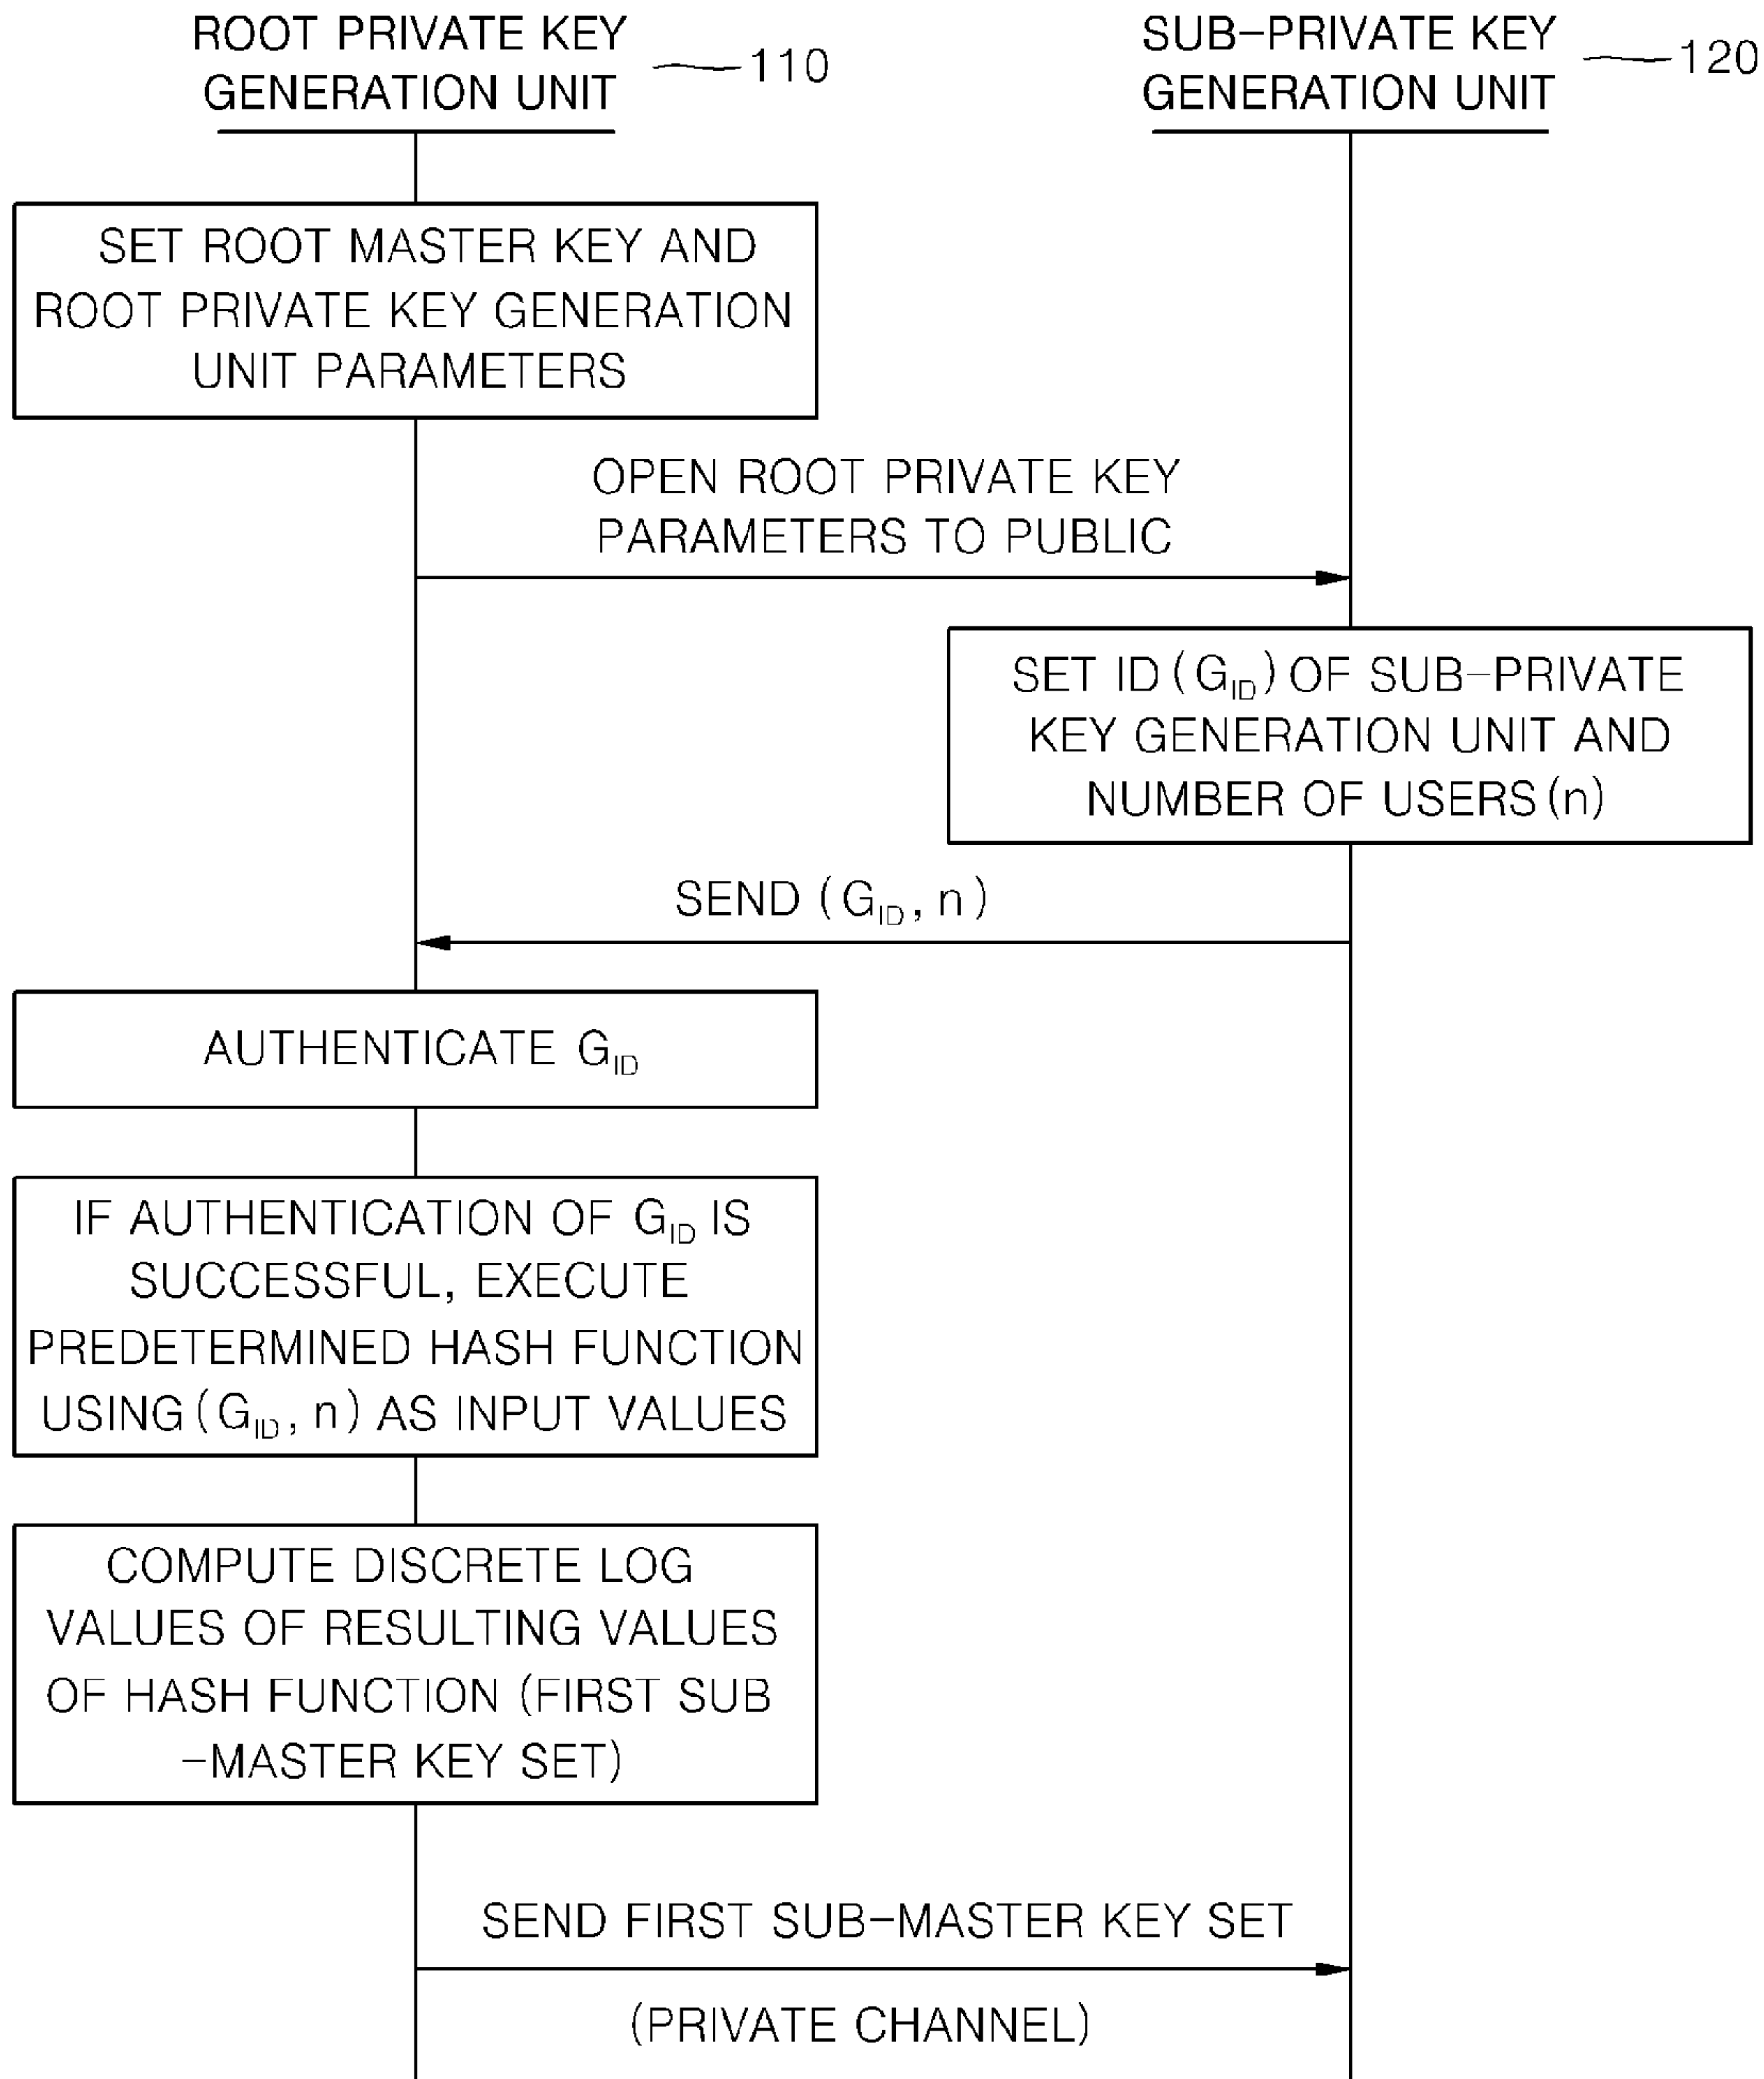 ROOT PRIVATE KEY
GENERATION UNIT
110
SUB-PRIVATE KEY
GENERATION UNIT
120
SET ROOT MASTER KEY AND
ROOT PRIVATE KEY GENERATION
UNIT PARAMETERS
OPEN ROOT PRIVATE KEY
PARAMETERS TO PUBLIC
SET ID (G_ID) OF SUB-PRIVATE
KEY GENERATION UNIT AND
NUMBER OF USERS (n)
SEND (G_ID, n)
AUTHENTICATE G_ID
IF AUTHENTICATION OF G_ID IS
SUCCESSFUL, EXECUTE
PREDETERMINED HASH FUNCTION
USING (G_ID, n) AS INPUT VALUES
COMPUTE DISCRETE LOG
VALUES OF RESULTING VALUES
OF HASH FUNCTION (FIRST SUB
-MASTER KEY SET)
SEND FIRST SUB-MASTER KEY SET
(PRIVATE CHANNEL)